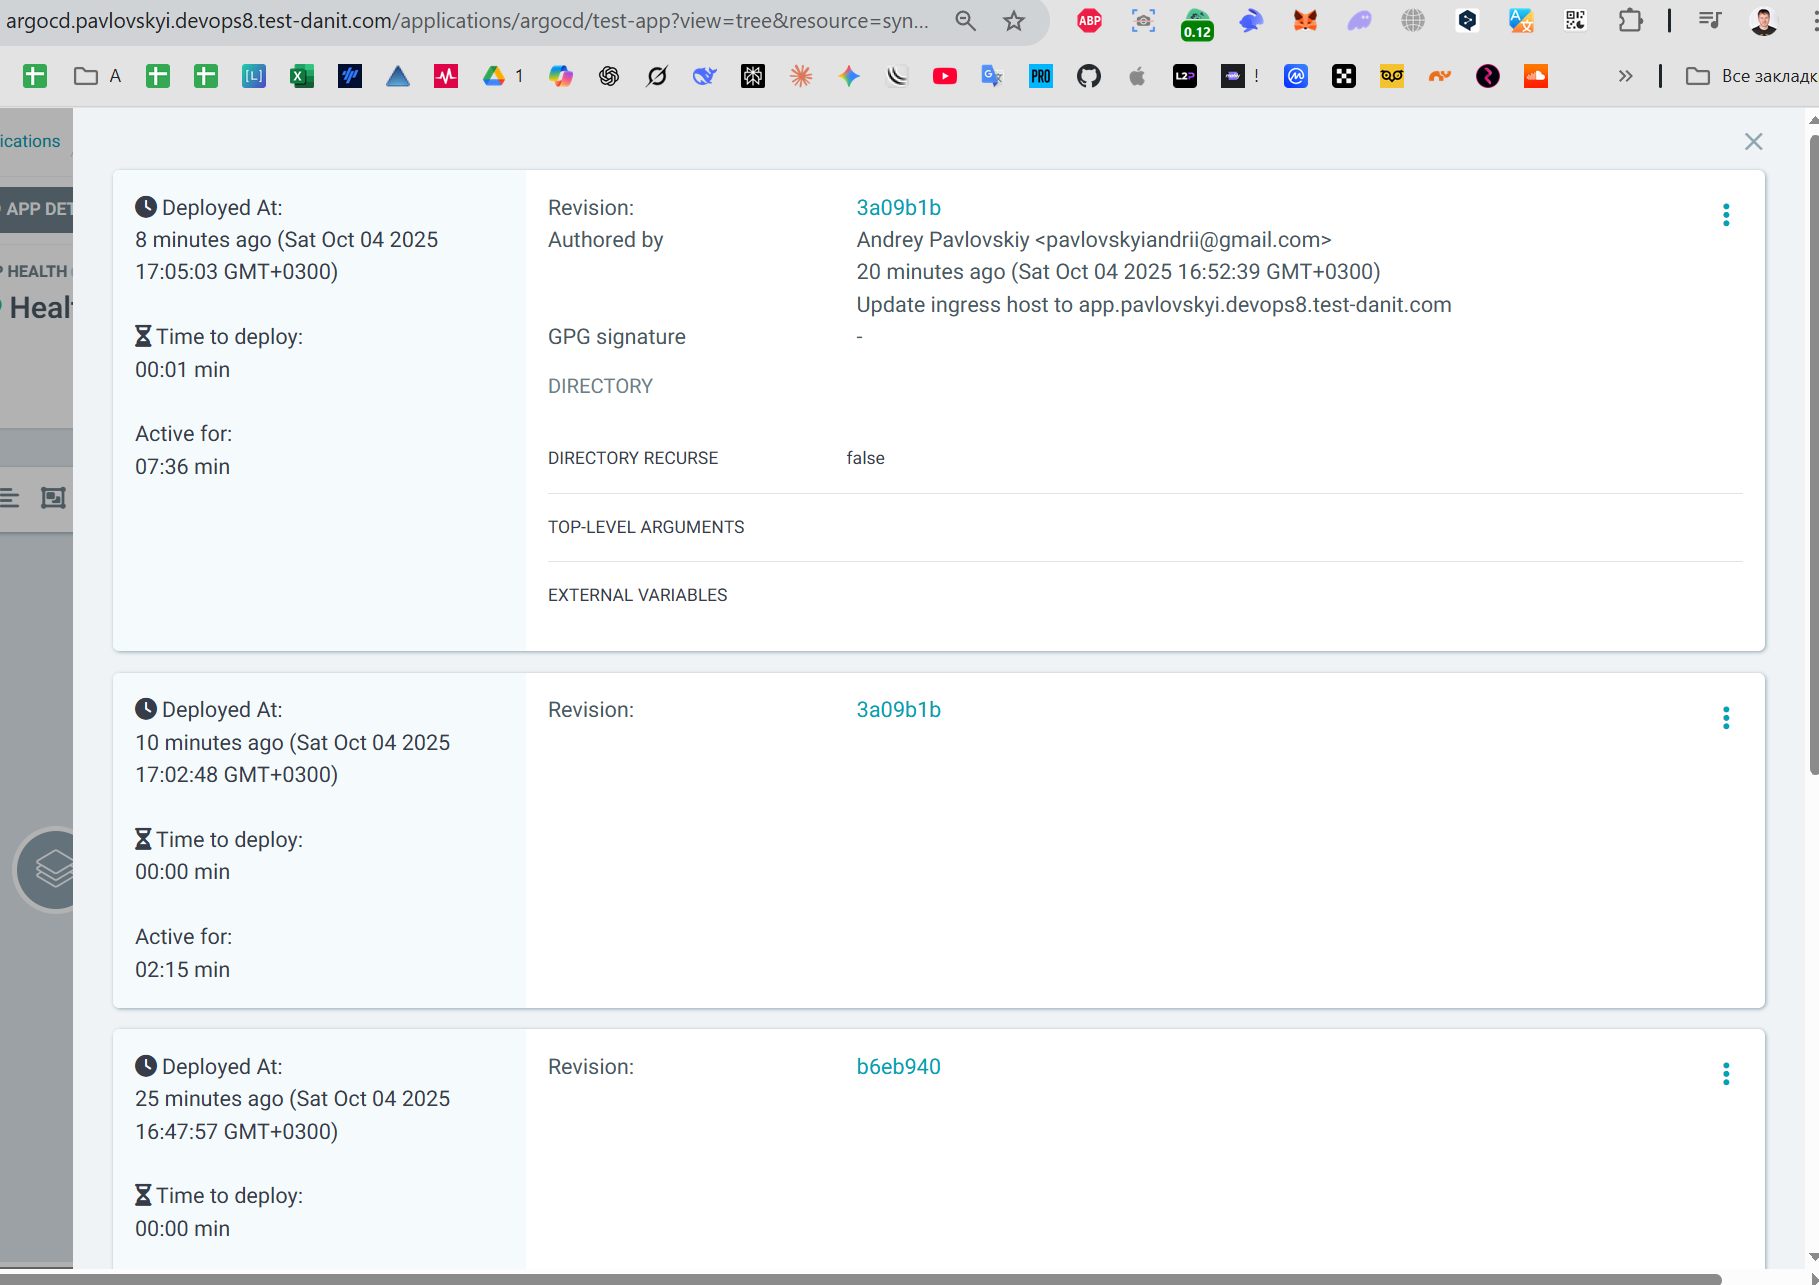 argocd.pavlovskyi.devops8.test-danit.com/applications/argocd/test-app?view=tree&resource=syn...
ABP
0.12
A
1
PRO
L2P
!
Все закладк
ications
APP DET
P HEALTH
Heal
Deployed At:
8 minutes ago (Sat Oct 04 2025
17:05:03 GMT+0300)
Time to deploy:
00:01 min
Active for:
07:36 min
Revision: 3a09b1b
Authored by Andrey Pavlovskiy <pavlovskyiandrii@gmail.com>
20 minutes ago (Sat Oct 04 2025 16:52:39 GMT+0300)
Update ingress host to app.pavlovskyi.devops8.test-danit.com
GPG signature -
DIRECTORY
DIRECTORY RECURSE false
TOP-LEVEL ARGUMENTS
EXTERNAL VARIABLES
Deployed At:
10 minutes ago (Sat Oct 04 2025
17:02:48 GMT+0300)
Time to deploy:
00:00 min
Active for:
02:15 min
Revision: 3a09b1b
Deployed At:
25 minutes ago (Sat Oct 04 2025
16:47:57 GMT+0300)
Time to deploy:
00:00 min
Revision: b6eb940